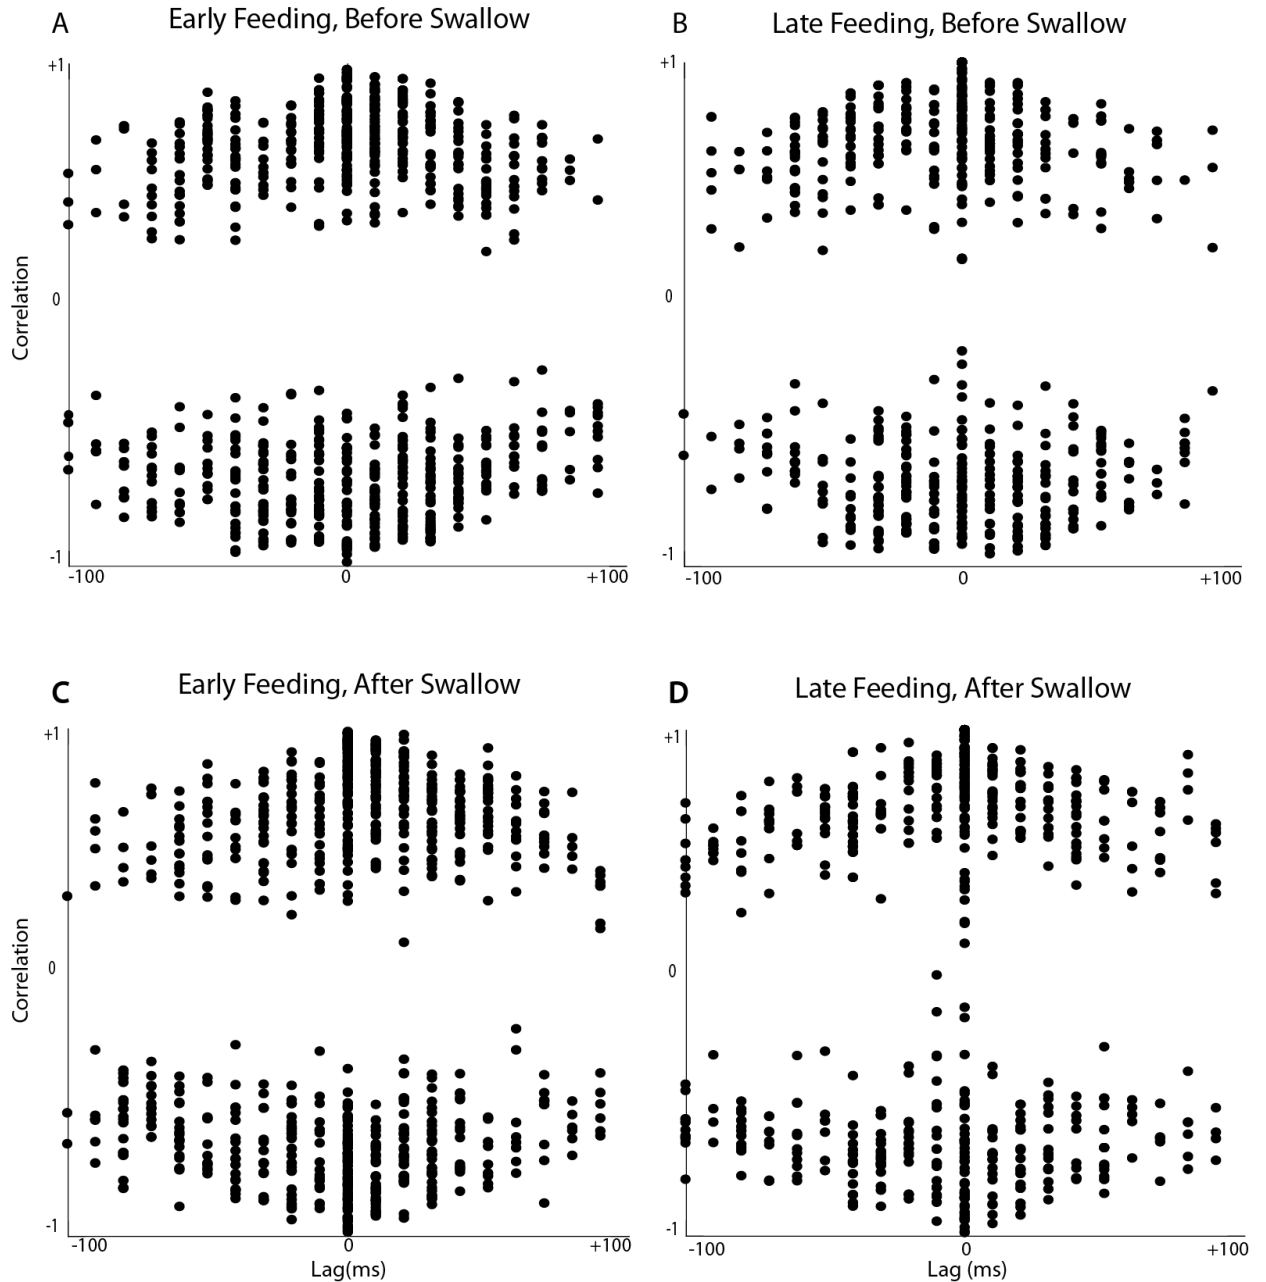 A Early Feeding, Before Swallow
+1
0
-1
Correlation
-100 0 +100
B Late Feeding, Before Swallow
+1
0
-1
-100 0 +100
C Early Feeding, After Swallow
+1
0
-1
Correlation
-100 0 +100
Lag(ms)
D Late Feeding, After Swallow
+1
0
-1
-100 0 +100
Lag (ms)